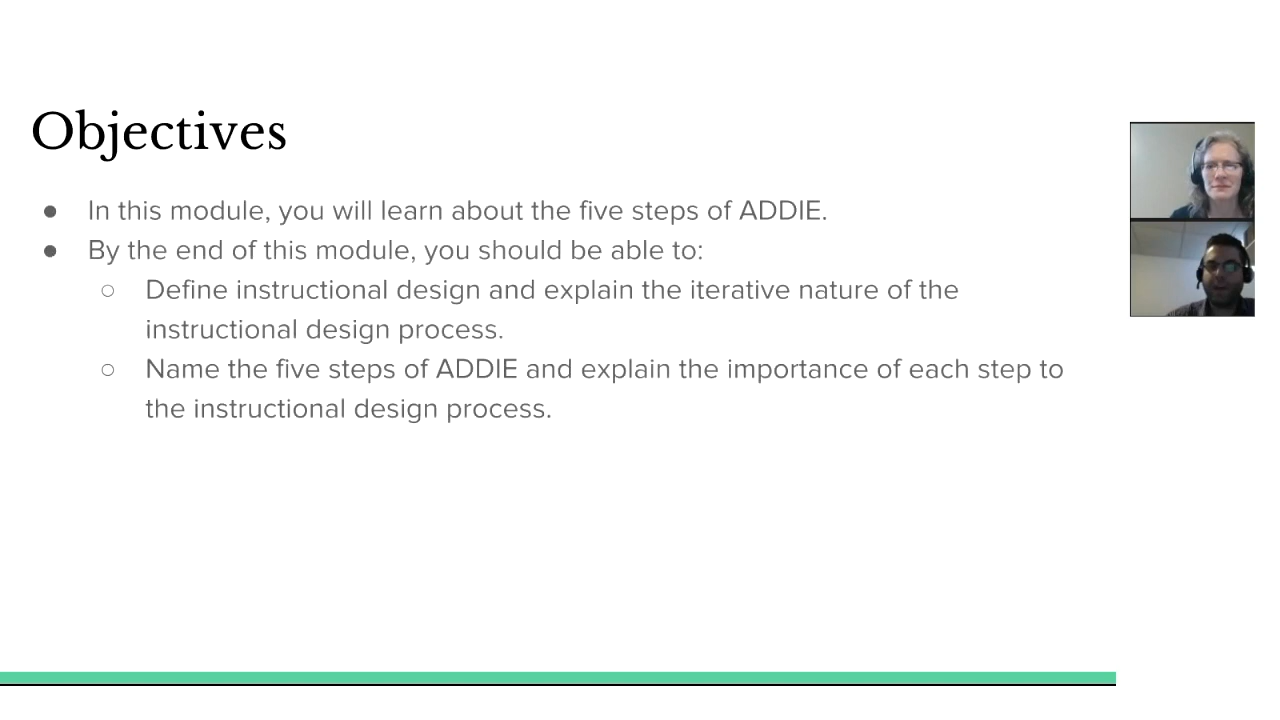 Objectives
● In this module, you will learn about the five steps of ADDIE.
● By the end of this module, you should be able to:
○ Define instructional design and explain the iterative nature of the
instructional design process.
○ Name the five steps of ADDIE and explain the importance of each step to
the instructional design process.